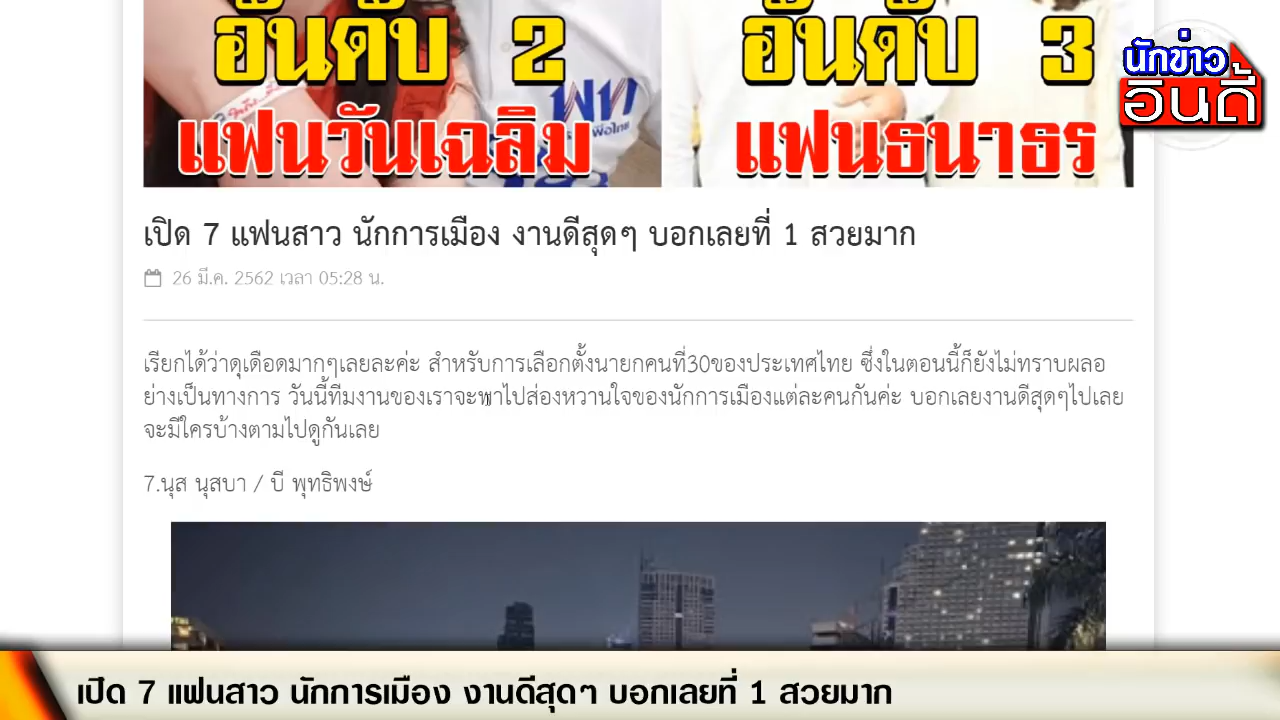 อันดับ 2
อันดับ 3
นักข่าว
อินดี้
พท
เพื่อไทย
แฟนวันเฉลิม
แฟนธนาธร
เปิด 7 แฟนสาว นักการเมือง งานดีสุดๆ บอกเลยที่ 1 สวยมาก
26 มี.ค. 2562 เวลา 05:28 น.
เรียกได้ว่าดุเดือดมากๆเลยละค่ะ สำหรับการเลือกตั้งนายกคนที่30ของประเทศไทย ซึ่งในตอนนี้ก็ยังไม่ทราบผลอ
ย่างเป็นทางการ วันนี้ทีมงานของเราจะพาไปส่องหวานใจของนักการเมืองแต่ละคนกันค่ะ บอกเลยงานดีสุดๆไปเลย
จะมีใครบ้างตามไปดูกันเลย
7.นุส นุสบา / บี พุทธิพงษ์
เปิด 7 แฟนสาว นักการเมือง งานดีสุดๆ บอกเลยที่ 1 สวยมาก